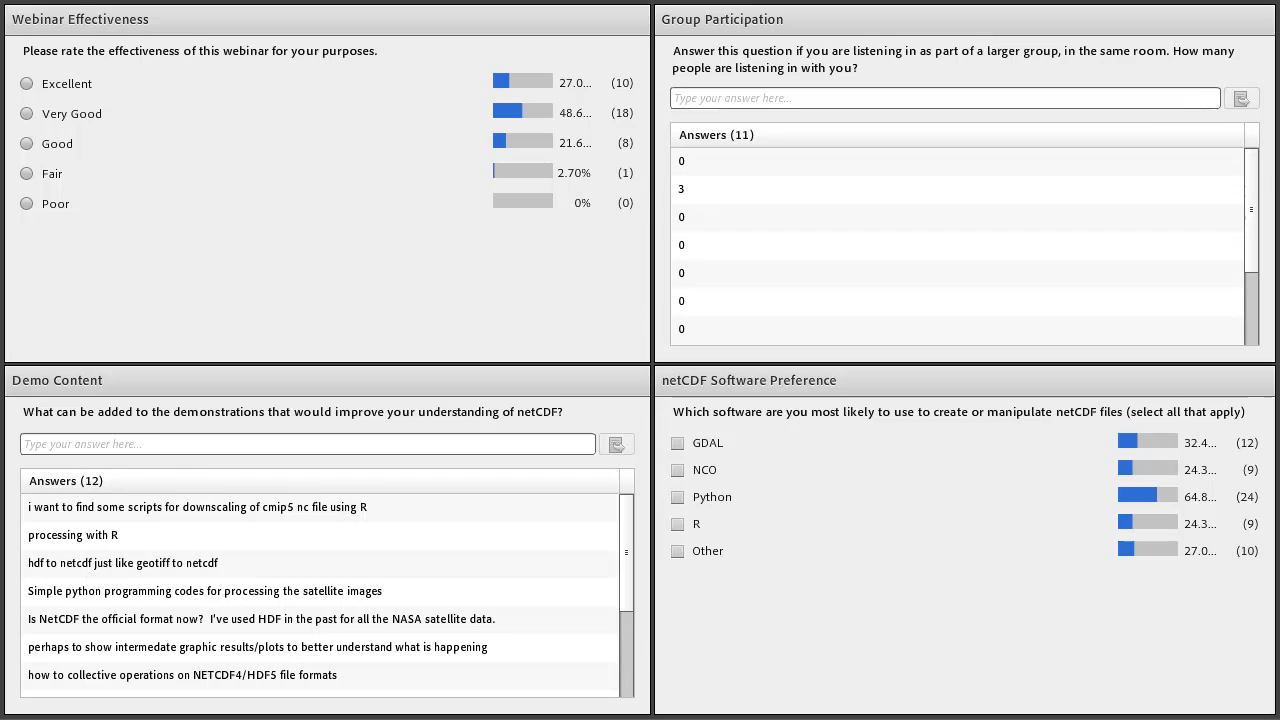 Webinar Effectiveness
Please rate the effectiveness of this webinar for your purposes.
Excellent 27.0... (10)
Very Good 48.6... (18)
Good 21.6... (8)
Fair 2.70% (1)
Poor 0% (0)
Group Participation
Answer this question if you are listening in as part of a larger group, in the same room. How many
people are listening in with you?
Type your answer here...
Answers (11)
0
3
0
0
0
0
0
Demo Content
What can be added to the demonstrations that would improve your understanding of netCDF?
Type your answer here...
Answers (12)
i want to find some scripts for downscaling of cmip5 nc file using R
processing with R
hdf to netcdf just like geotiff to netcdf
Simple python programming codes for processing the satellite images
Is NetCDF the official format now?  I've used HDF in the past for all the NASA satellite data.
perhaps to show intermedate graphic results/plots to better understand what is happening
how to collective operations on NETCDF4/HDF5 file formats
netCDF Software Preference
Which software are you most likely to use to create or manipulate netCDF files (select all that apply)
GDAL 32.4... (12)
NCO 24.3... (9)
Python 64.8... (24)
R 24.3... (9)
Other 27.0... (10)